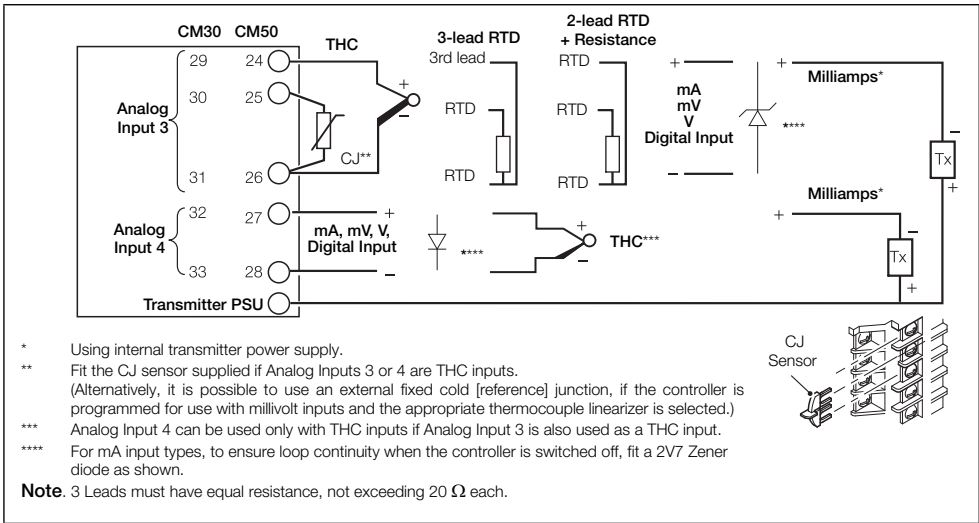 CM30 CM50
THC
3-lead RTD
3rd lead
2-lead RTD
+ Resistance
RTD
29 24
+
Milliamps*
30 25
Analog
Input 3
+
−
RTD
RTD
mA
mV
V
Digital Input
****
CJ**
−
Tx
31 26
RTD
RTD
−
Milliamps*
+
32 27
+
+
Analog
Input 4
mA, mV, V,
Digital Input
****
+
−
THC***
−
Tx
+
33 28
−
Transmitter PSU
* Using internal transmitter power supply.
** Fit the CJ sensor supplied if Analog Inputs 3 or 4 are THC inputs.
(Alternatively, it is possible to use an external fixed cold [reference] junction, if the controller is
programmed for use with millivolt inputs and the appropriate thermocouple linearizer is selected.)
*** Analog Input 4 can be used only with THC inputs if Analog Input 3 is also used as a THC input.
**** For mA input types, to ensure loop continuity when the controller is switched off, fit a 2V7 Zener
diode as shown.
Note. 3 Leads must have equal resistance, not exceeding 20 Ω each.
CJ
Sensor